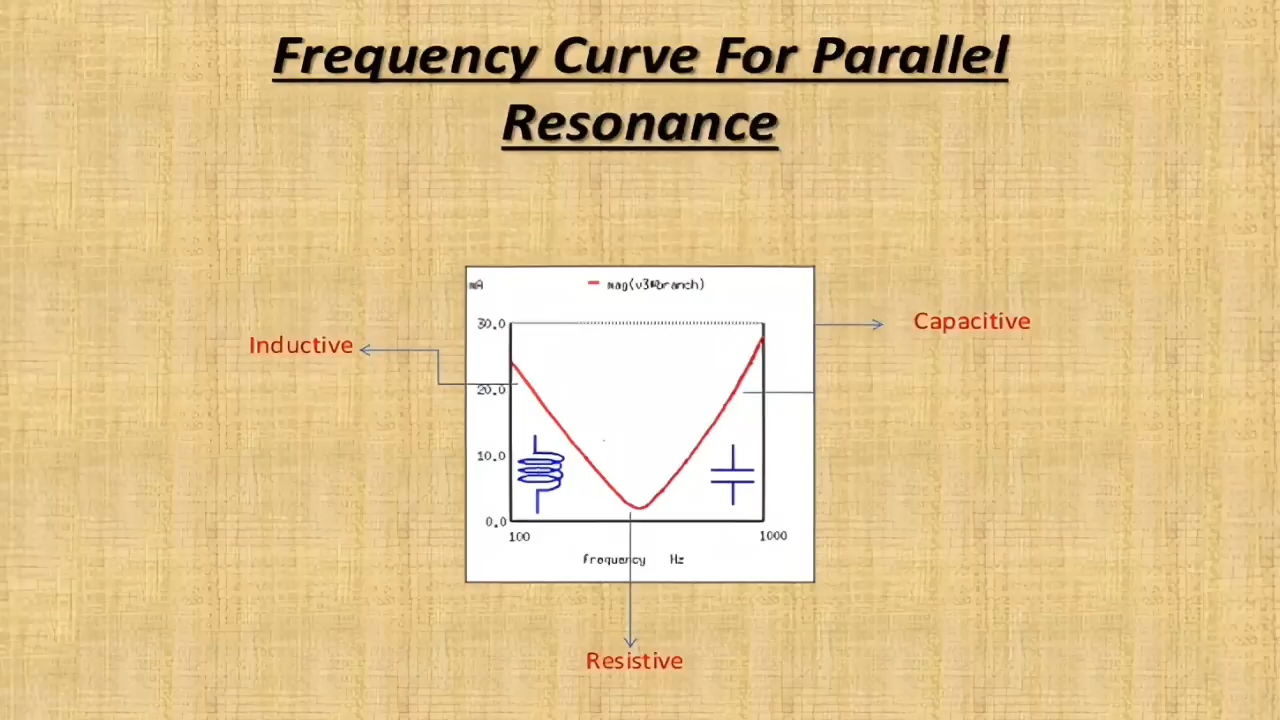 Frequency Curve For Parallel
Resonance
mA
mag(v3#branch)
30.0
Capacitive
Inductive
20.0
10.0
0.0
100
1000
frequency Hz
Resistive